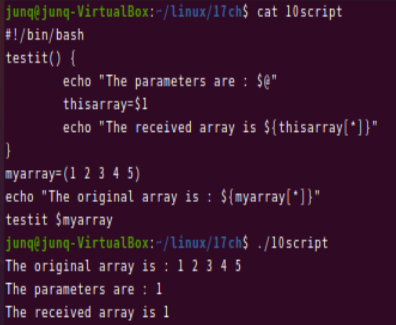 junq@junq-VirtualBox:~/linux/17ch$ cat 10script
#!/bin/bash
testit() {
        echo "The parameters are : $@"
        thisarray=$1
        echo "The received array is ${thisarray[*]}"
}
myarray=(1 2 3 4 5)
echo "The original array is : ${myarray[*]}"
testit $myarray
junq@junq-VirtualBox:~/linux/17ch$ ./10script
The original array is : 1 2 3 4 5
The parameters are : 1
The received array is 1